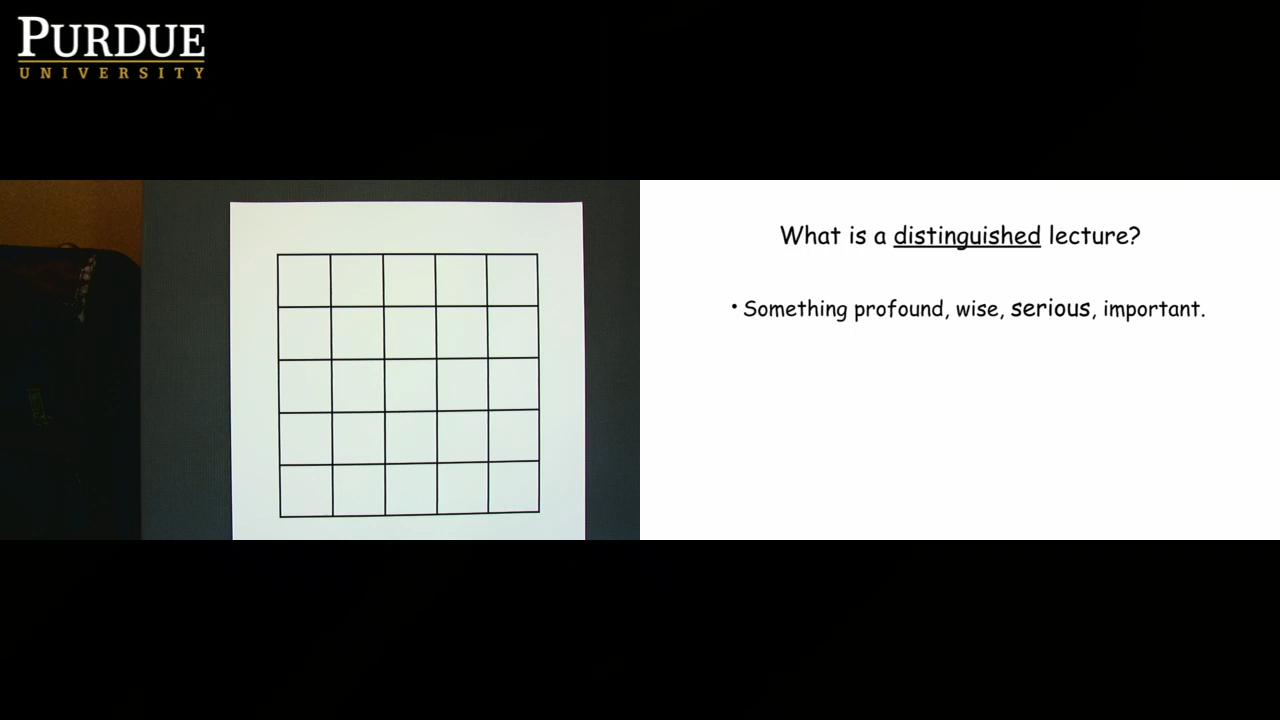 PURDUE
UNIVERSITY
What is a distinguished lecture?
• Something profound, wise, serious, important.